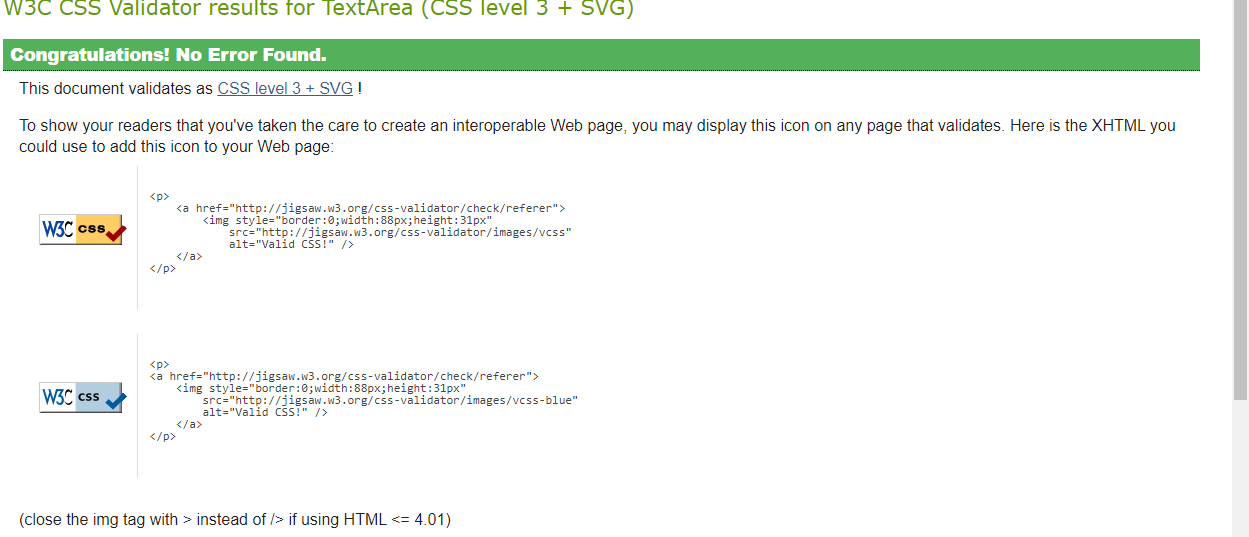 W3C CSS Validator results for TextArea (CSS level 3 + SVG)
Congratulations! No Error Found.
This document validates as CSS level 3 + SVG !
To show your readers that you've taken the care to create an interoperable Web page, you may display this icon on any page that validates. Here is the XHTML you
could use to add this icon to your Web page:
W3C css
<p>
    <a href="http://jigsaw.w3.org/css-validator/check/referer">
        <img style="border:0;width:88px;height:31px"
            src="http://jigsaw.w3.org/css-validator/images/vcss"
            alt="Valid CSS!" />
    </a>
</p>
W3C css
<p>
<a href="http://jigsaw.w3.org/css-validator/check/referer">
    <img style="border:0;width:88px;height:31px"
        src="http://jigsaw.w3.org/css-validator/images/vcss-blue"
        alt="Valid CSS!" />
    </a>
</p>
(close the img tag with > instead of /> if using HTML <= 4.01)